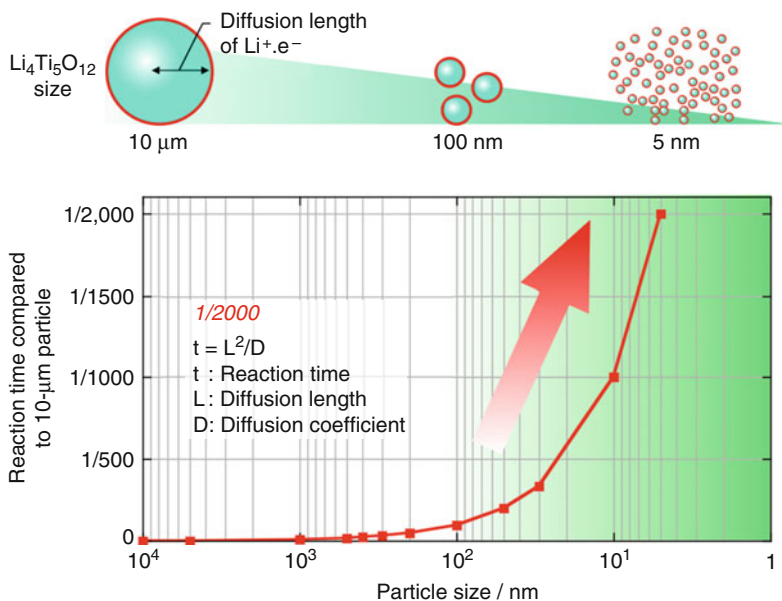 Diffusion length
of Li⁺.e⁻
Li₄Ti₅O₁₂
size
10 μm
100 nm
5 nm
Reaction time compared
to 10-μm particle
1/2,000
1/1500
1/1000
1/500
0
1/2000
t = L²/D
t : Reaction time
L: Diffusion length
D: Diffusion coefficient
10⁴
10³
10²
10¹
1
Particle size / nm